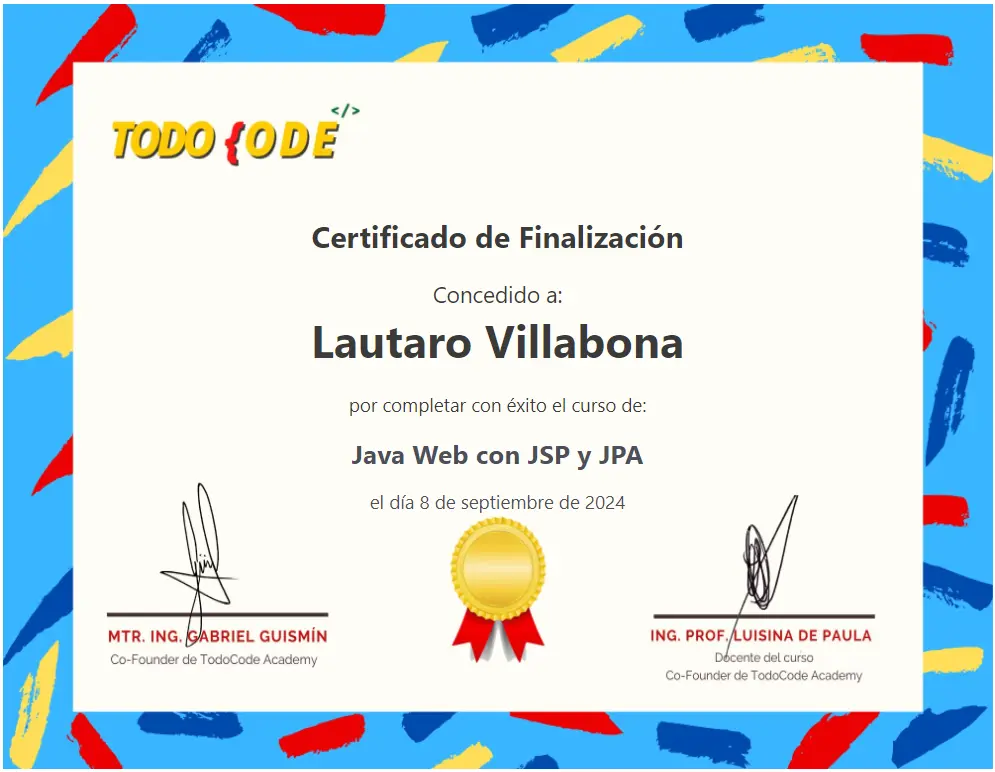 </>
TODO {ODE
Certificado de Finalización
Concedido a:
Lautaro Villabona
por completar con éxito el curso de:
Java Web con JSP y JPA
el día 8 de septiembre de 2024
MTR. ING. GABRIEL GUISMÍN
Co-Founder de TodoCode Academy
ING. PROF. LUISINA DE PAULA
Docente del curso
Co-Founder de TodoCode Academy